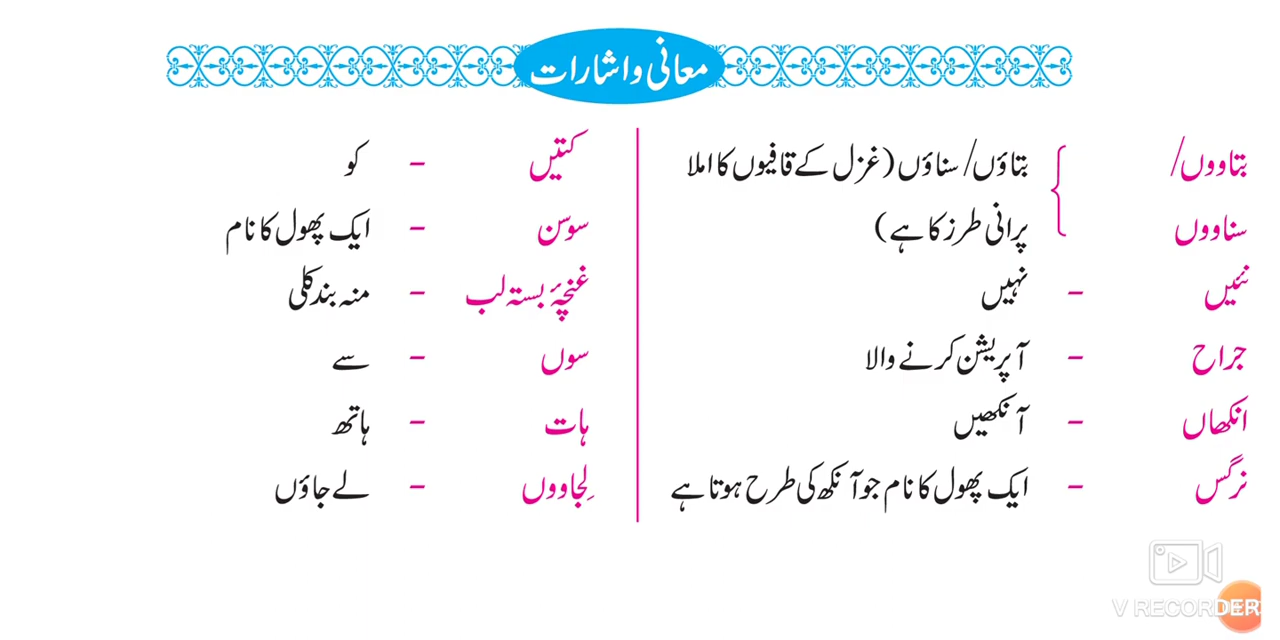 معانی و اشارات
بتاووں/ سناووں - بتاؤں/ سناؤں (غزل کے قافیوں کا املا
پرانی طرز کا ہے)
نئیں - نہیں
جراح - آپریشن کرنے والا
انکھاں - آنکھیں
نرگس - ایک پھول کا نام جو آنکھ کی طرح ہوتا ہے
کتیں - کو
سوسن - ایک پھول کا نام
غنچۂ بستہ لب - منہ بند کلی
سوں - سے
ہات - ہاتھ
لِجاووں - لے جاؤں
V RECORDER